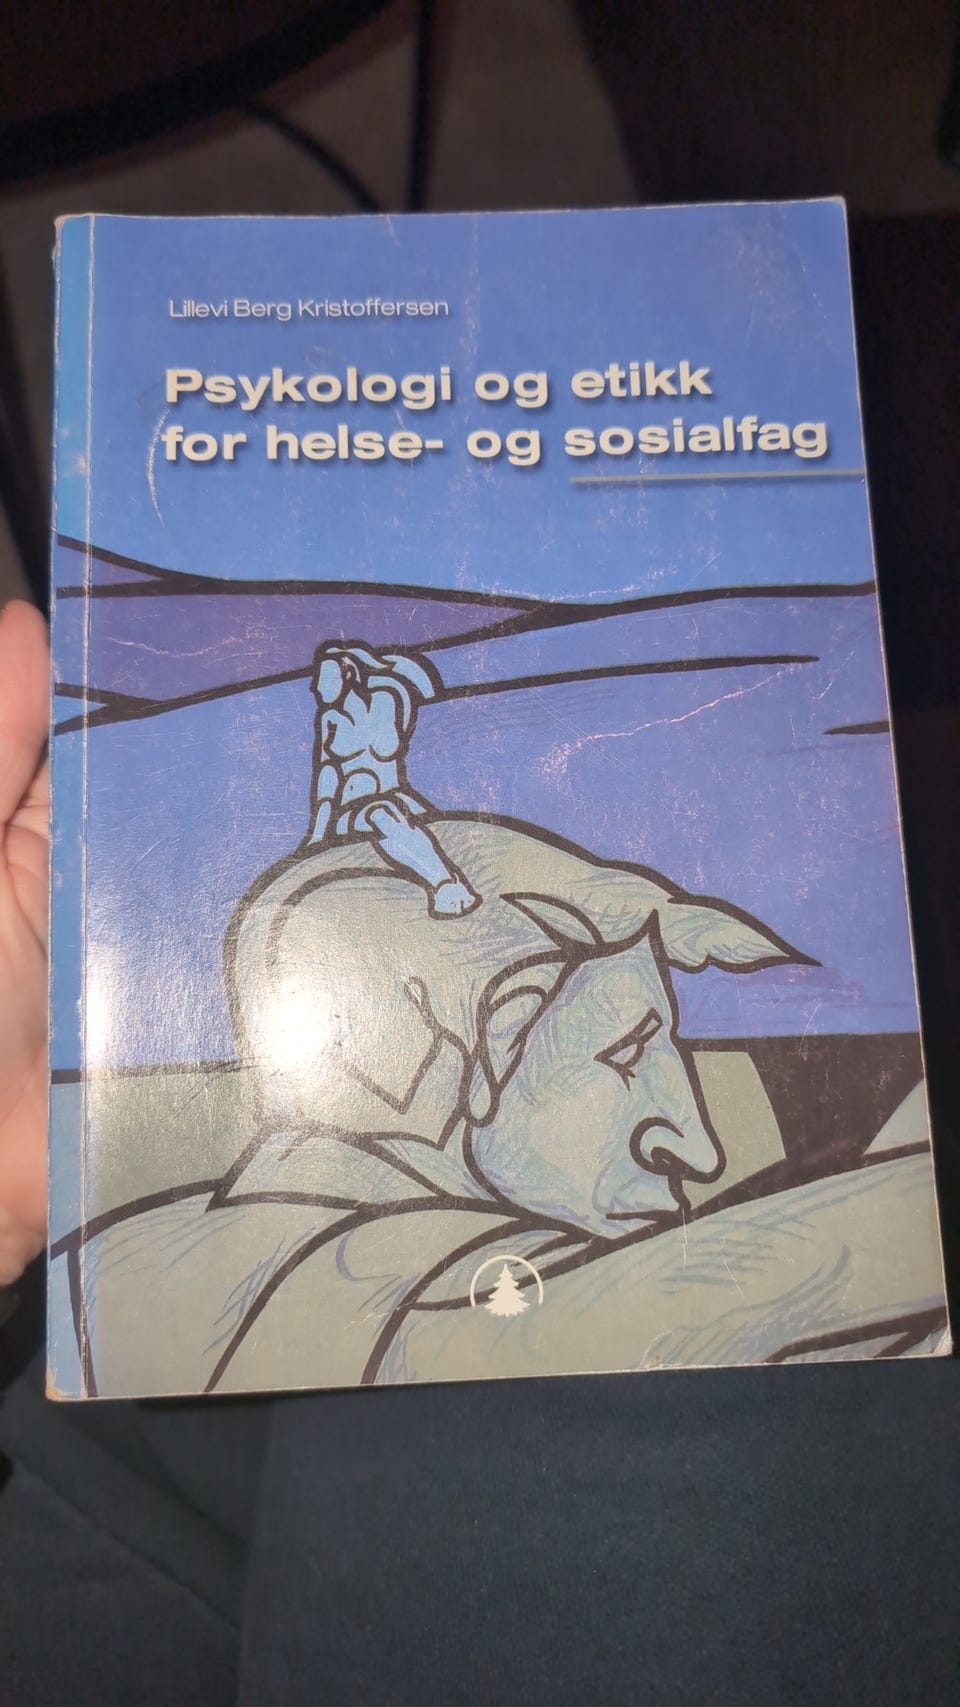 Lillevi Berg Kristoffersen
Psykologi og etikk
for helse- og sosialfag